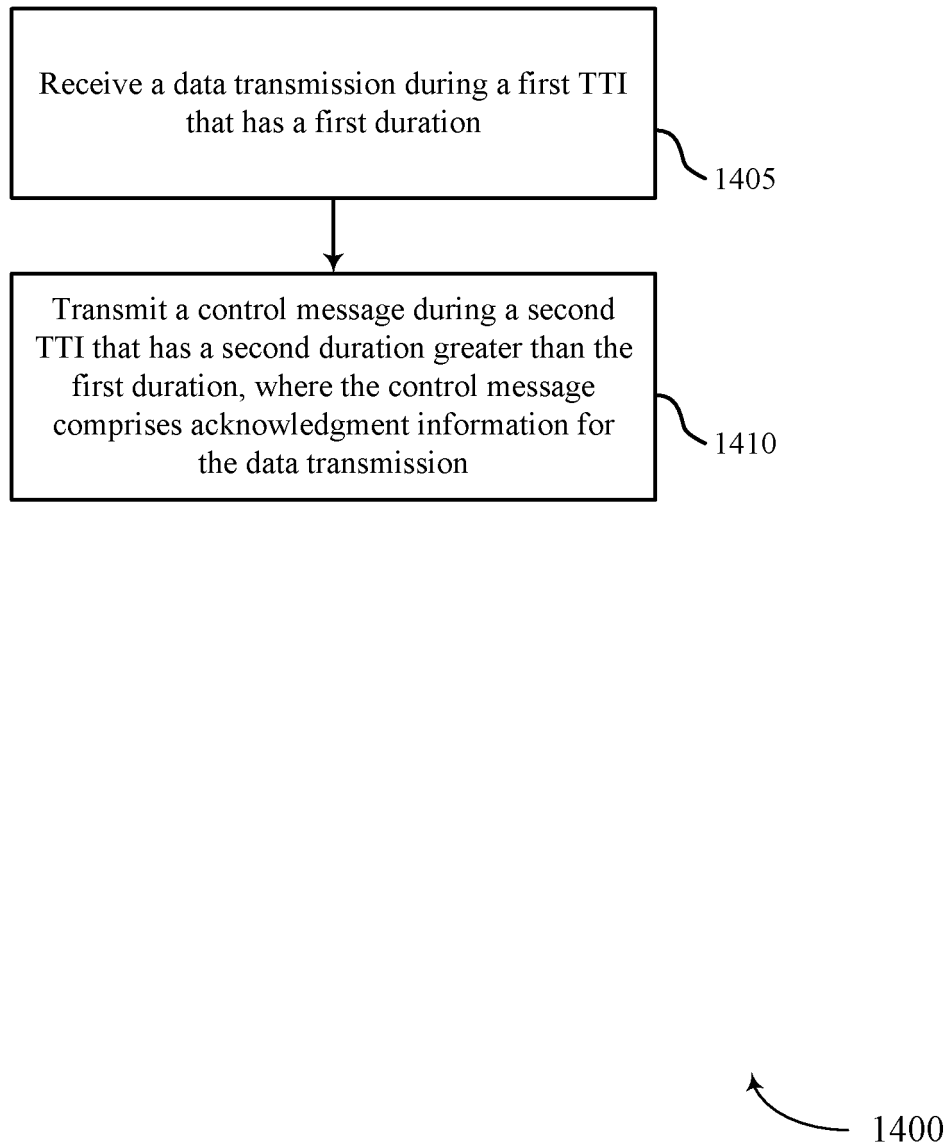 Receive a data transmission during a first TTI
that has a first duration
1405
Transmit a control message during a second
TTI that has a second duration greater than the
first duration, where the control message
comprises acknowledgment information for
the data transmission
1410
1400